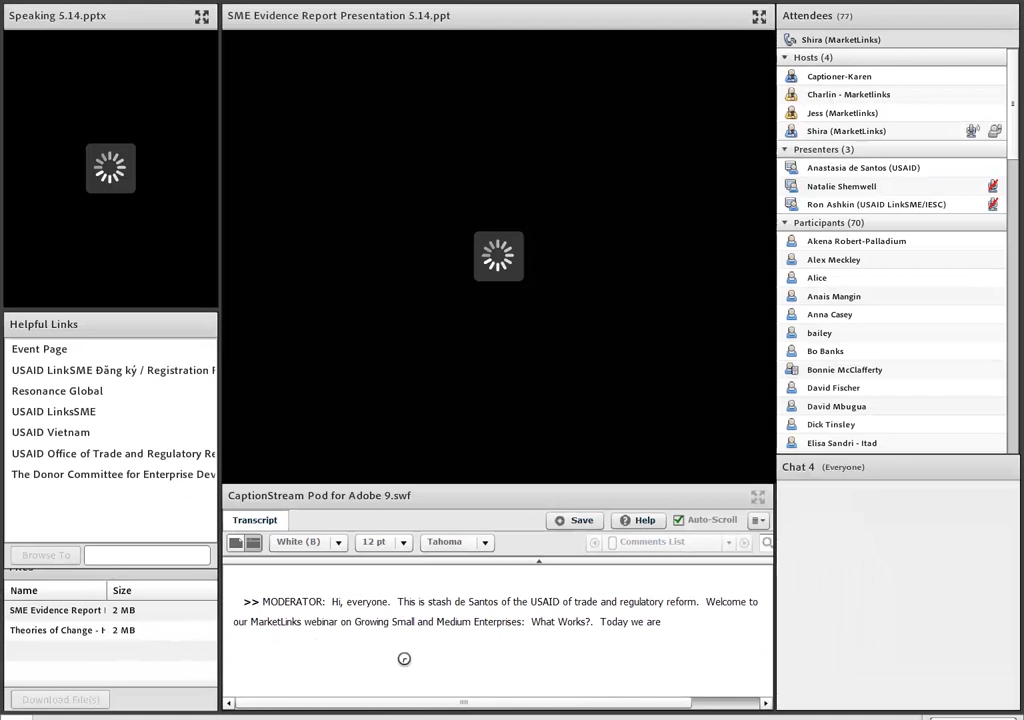 Speaking 5.14.pptx
SME Evidence Report Presentation 5.14.ppt
Attendees (77)
Shira (MarketLinks)
Hosts (4)
Captioner-Karen
Charlin - Marketlinks
Jess (Marketlinks)
Shira (MarketLinks)
Presenters (3)
Anastasia de Santos (USAID)
Natalie Shemwell
Ron Ashkin (USAID LinkSME/IESC)
Participants (70)
Akena Robert-Palladium
Alex Meckley
Alice
Anais Mangin
Anna Casey
bailey
Bo Banks
Bonnie McClafferty
David Fischer
David Mbugua
Dick Tinsley
Elisa Sandri - Itad
Chat 4 (Everyone)
Helpful Links
Event Page
USAID LinkSME Đăng ký / Registration
Resonance Global
USAID LinksSME
USAID Vietnam
USAID Office of Trade and Regulatory Re
The Donor Committee for Enterprise Dev
Browse To
Name Size
SME Evidence Report 2 MB
Theories of Change - 2 MB
Download File(s)
CaptionStream Pod for Adobe 9.swf
Transcript Save Help Auto-Scroll
White (B) 12 pt Tahoma Comments List
>> MODERATOR: Hi, everyone. This is stash de Santos of the USAID of trade and regulatory reform. Welcome to
our MarketLinks webinar on Growing Small and Medium Enterprises: What Works?. Today we are